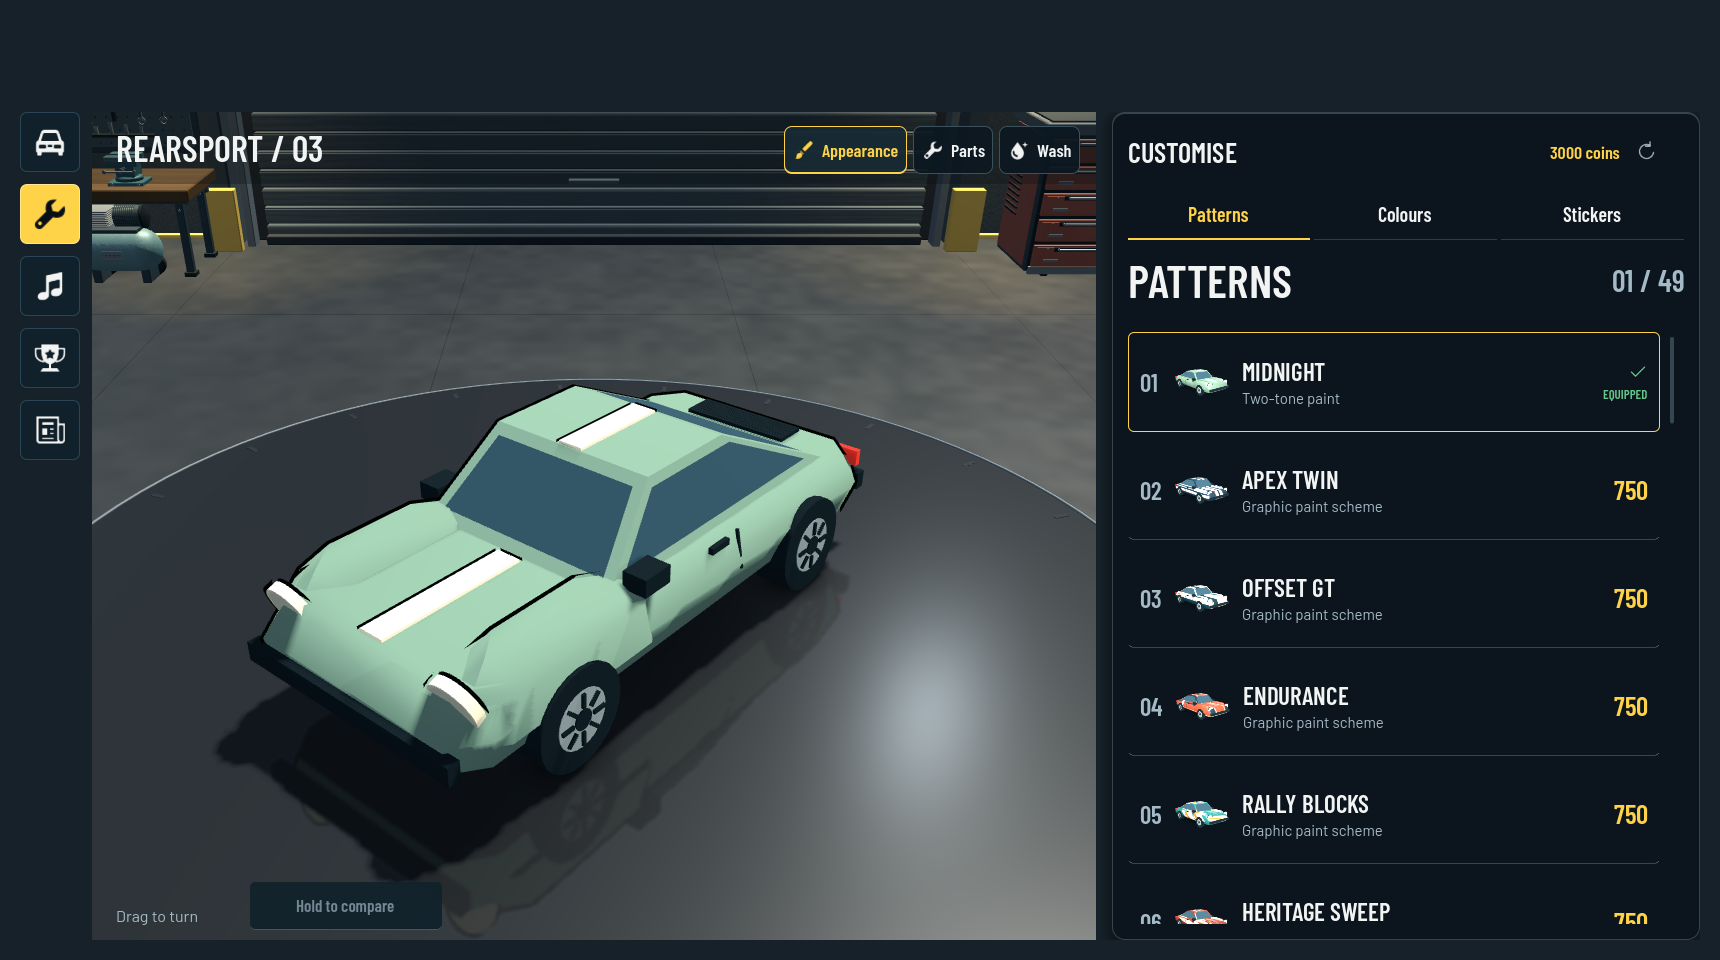 REARSPORT / 03
Appearance
Parts
Wash
Drag to turn
Hold to compare
CUSTOMISE
3000 coins
Patterns
Colours
Stickers
PATTERNS
01 / 49
01
MIDNIGHT
Two-tone paint
EQUIPPED
02
APEX TWIN
Graphic paint scheme
750
03
OFFSET GT
Graphic paint scheme
750
04
ENDURANCE
Graphic paint scheme
750
05
RALLY BLOCKS
Graphic paint scheme
750
06
HERITAGE SWEEP
750